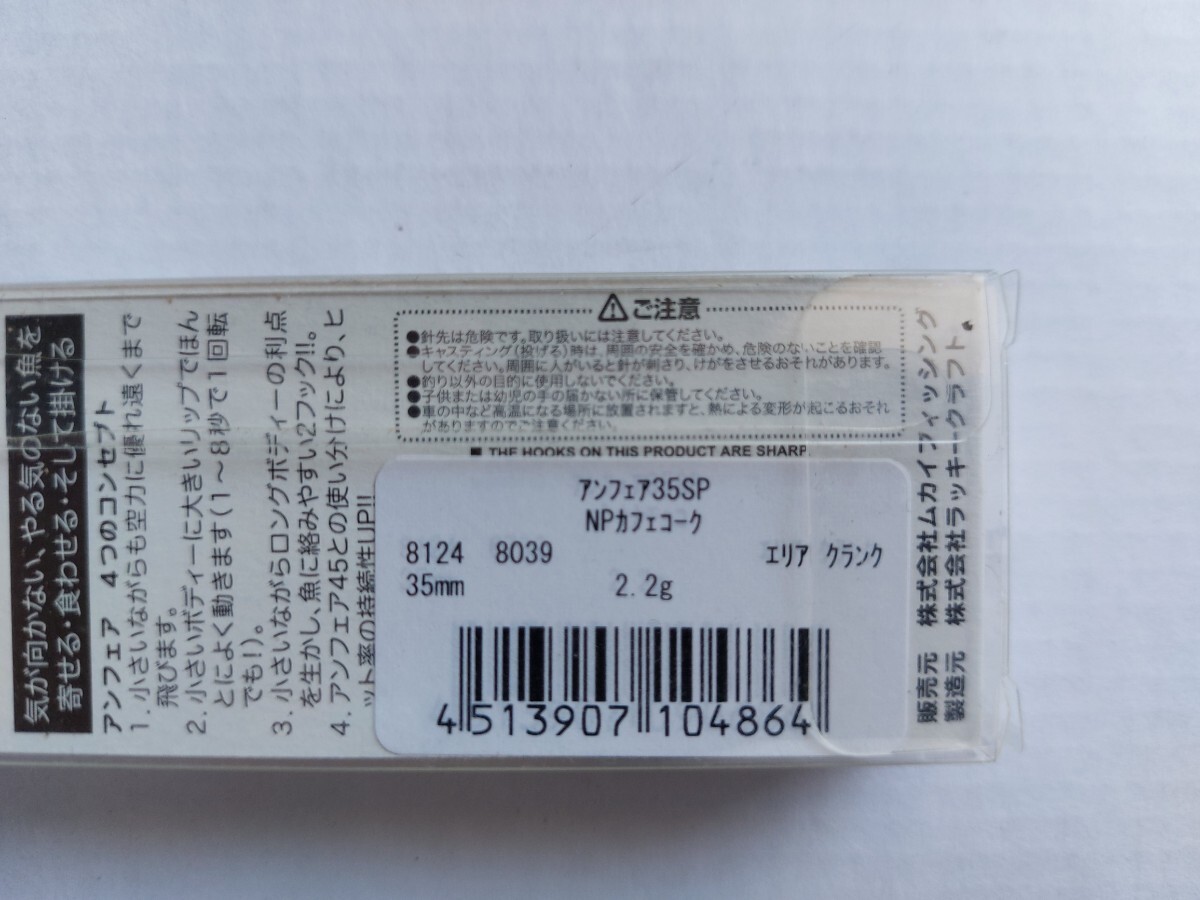 気が向かない、やる気のない魚を
寄せる・食わせる・そして掛ける
アンフェア 4つのコンセプト
1. 小さいながらも空力に優れ遠くまで
飛びます。
2. 小さいボディーに大きいリップでほん
とによく動きます(1～8秒で1回転
でも!)。
3. 小さいながらロングボディーの利点
を生かし、魚に絡みやすい2フック!!。
4. アンフェア45との使い分けにより、ヒ
ット率の持続性UP!!
⚠ご注意
●針先は危険です。取り扱いには注意してください。
●キャスティング(投げる)時は、周囲の安全を確かめ、危険のないことを確認
してください。周囲に人がいると針が刺さり、けがをさせるおそれがあります。
●釣り以外の目的に使用しないでください。
●子供または幼児の手の届かない所に保管してください。
●車の中など高温になる場所に放置されますと、熱による変形が起こるおそれ
がありますのでご注意ください。
■ THE HOOKS ON THIS PRODUCT ARE SHARP.
アンフェア35SP
NPカフェコーク
8124 8039 エリア クランク
35mm 2.2g
4 513907 104864
販売元 株式会社ムカイフィッシング
製造元 株式会社ラッキークラフト